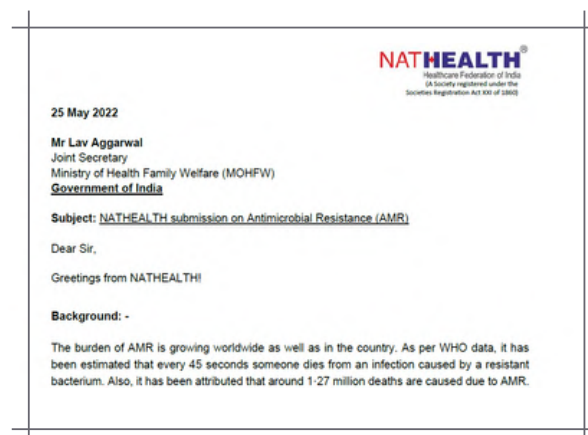 NATHEALTH®
Healthcare Federation of India
(A Society registered under the
Societies Registration Act XXI of 1860)
25 May 2022
Mr Lav Aggarwal
Joint Secretary
Ministry of Health Family Welfare (MOHFW)
Government of India
Subject: NATHEALTH submission on Antimicrobial Resistance (AMR)
Dear Sir,
Greetings from NATHEALTH!
Background: -
The burden of AMR is growing worldwide as well as in the country. As per WHO data, it has
been estimated that every 45 seconds someone dies from an infection caused by a resistant
bacterium. Also, it has been attributed that around 1·27 million deaths are caused due to AMR.